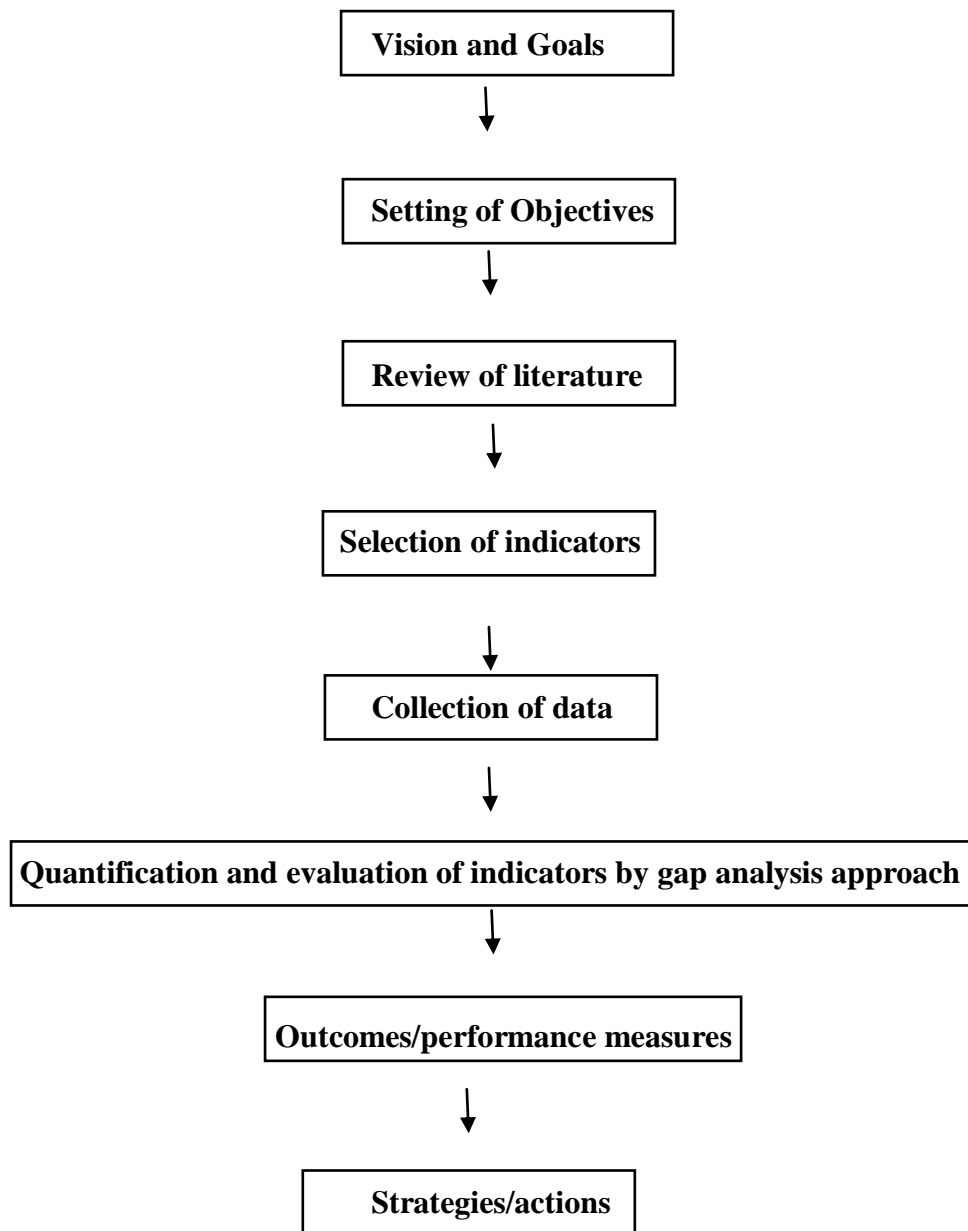 Vision and Goals
Setting of Objectives
Review of literature
Selection of indicators
Collection of data
Quantification and evaluation of indicators by gap analysis approach
Outcomes/performance measures
Strategies/actions